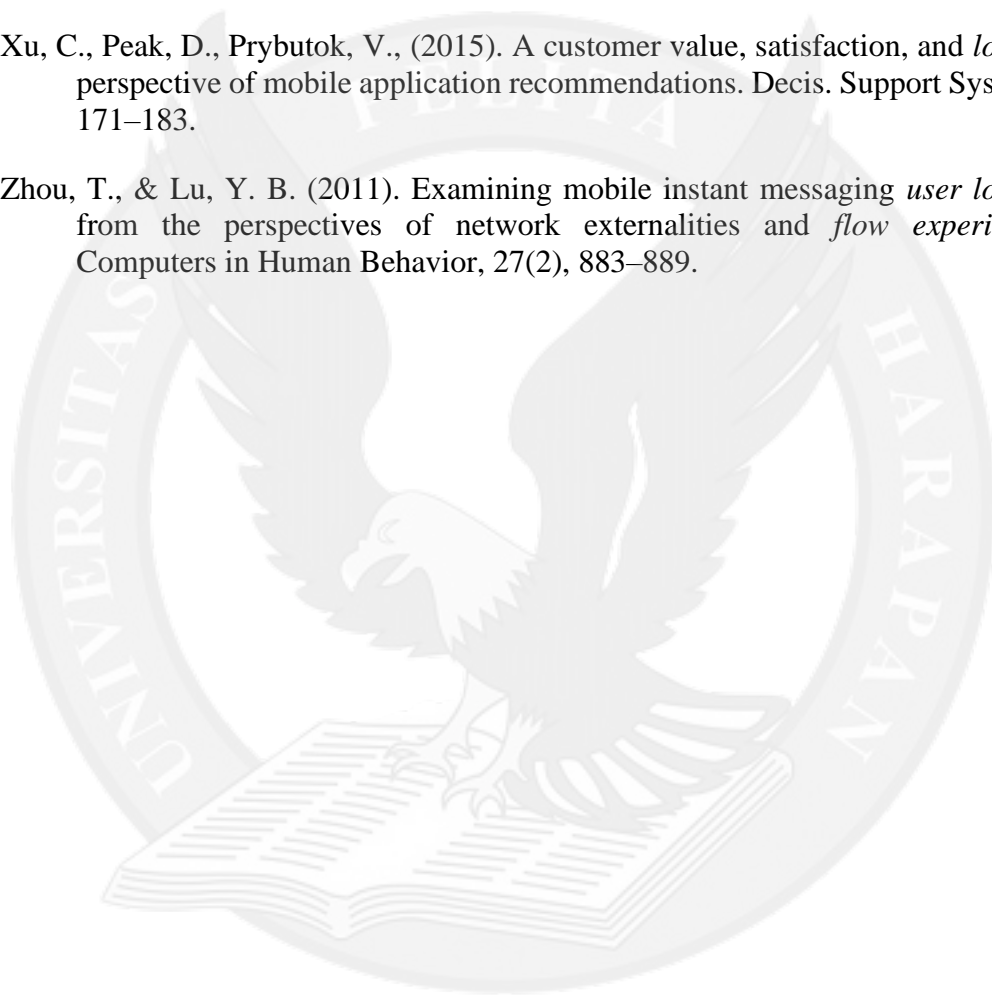 Xu, C., Peak, D., Prybutok, V., (2015). A customer value, satisfaction, and lo
perspective of mobile application recommendations. Decis. Support Sys
171–183.
Zhou, T., & Lu, Y. B. (2011). Examining mobile instant messaging user lo
from the perspectives of network externalities and flow experi
Computers in Human Behavior, 27(2), 883–889.
UNIVERSITAS PELITA HARAPAN